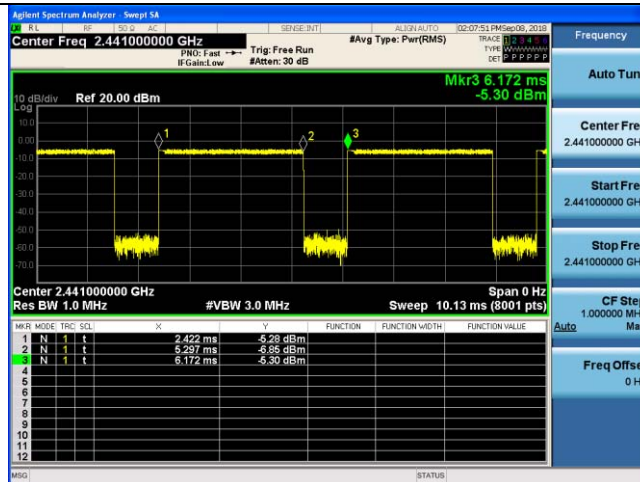 Agilent Spectrum Analyzer - Swept SA
RL RF 50 Ω AC SENSE:INT ALIGN AUTO 02:07:51 PM Sep 08, 2018
Center Freq 2.441000000 GHz
#Avg Type: Pwr(RMS)
TRACE 1 2 3 4 5 6
PNO: Fast Trig: Free Run
TYPE
IFGain:Low #Atten: 30 dB
DET P P P P P P
Mkr3 6.172 ms
-5.30 dBm
10 dB/div Ref 20.00 dBm
Log
10.0
0.00
-10.0
-20.0
-30.0
-40.0
-50.0
-60.0
-70.0
1
2
3
Center 2.441000000 GHz Span 0 Hz
Res BW 1.0 MHz #VBW 3.0 MHz Sweep 10.13 ms (8001 pts)
MKR MODE TRC SCL X Y FUNCTION FUNCTION WIDTH FUNCTION VALUE
1 N 1 t 2.422 ms -5.28 dBm
2 N 1 t 5.297 ms -6.85 dBm
3 N 1 t 6.172 ms -5.30 dBm
4
5
6
7
8
9
10
11
12
MSG STATUS
Frequency
Auto Tun
Center Fre
2.441000000 GH
Start Fre
2.441000000 GH
Stop Fre
2.441000000 GH
CF Step
1.000000 MH
Auto Ma
Freq Offse
0 H